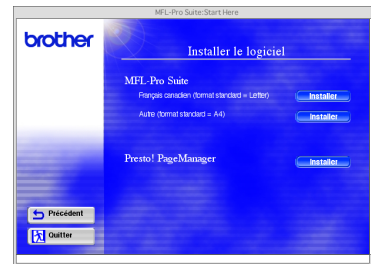 MFL-Pro Suite:Start Here
brother
Installer le logiciel
MFL-Pro Suite
Français canadien (format standard = Letter) Installer
Autre (format standard = A4) Installer
Presto! PageManager Installer
Précédent
Quitter